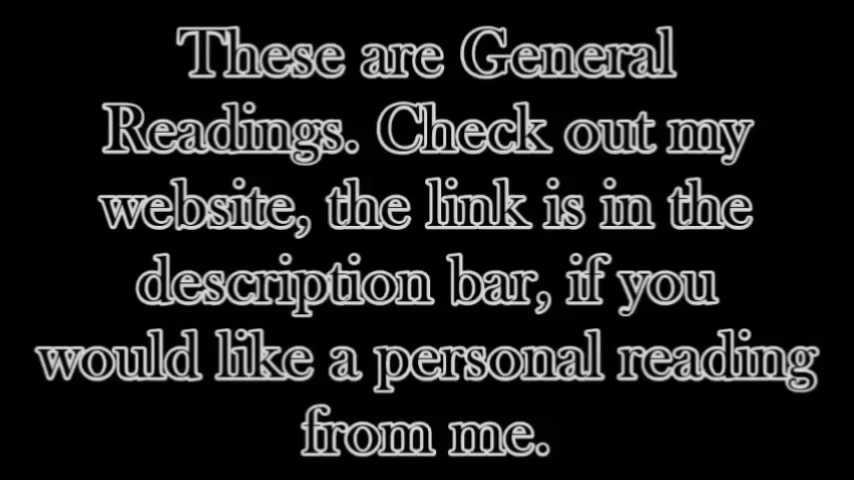 These are General
Readings. Check out my
website, the link is in the
description bar, if you
would like a personal reading
from me.